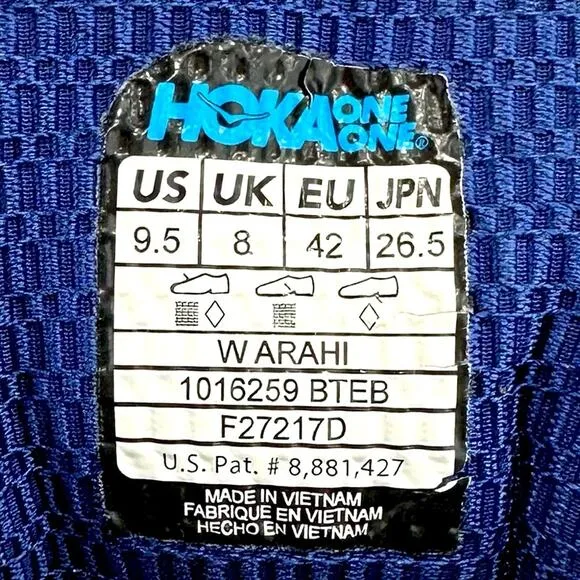 HOKA ONE ONE®
US UK EU JPN
9.5 8 42 26.5
W ARAHI
1016259 BTEB
F27217D
U.S. Pat. # 8,881,427
MADE IN VIETNAM
FABRIQUE EN VIETNAM
HECHO EN VIETNAM